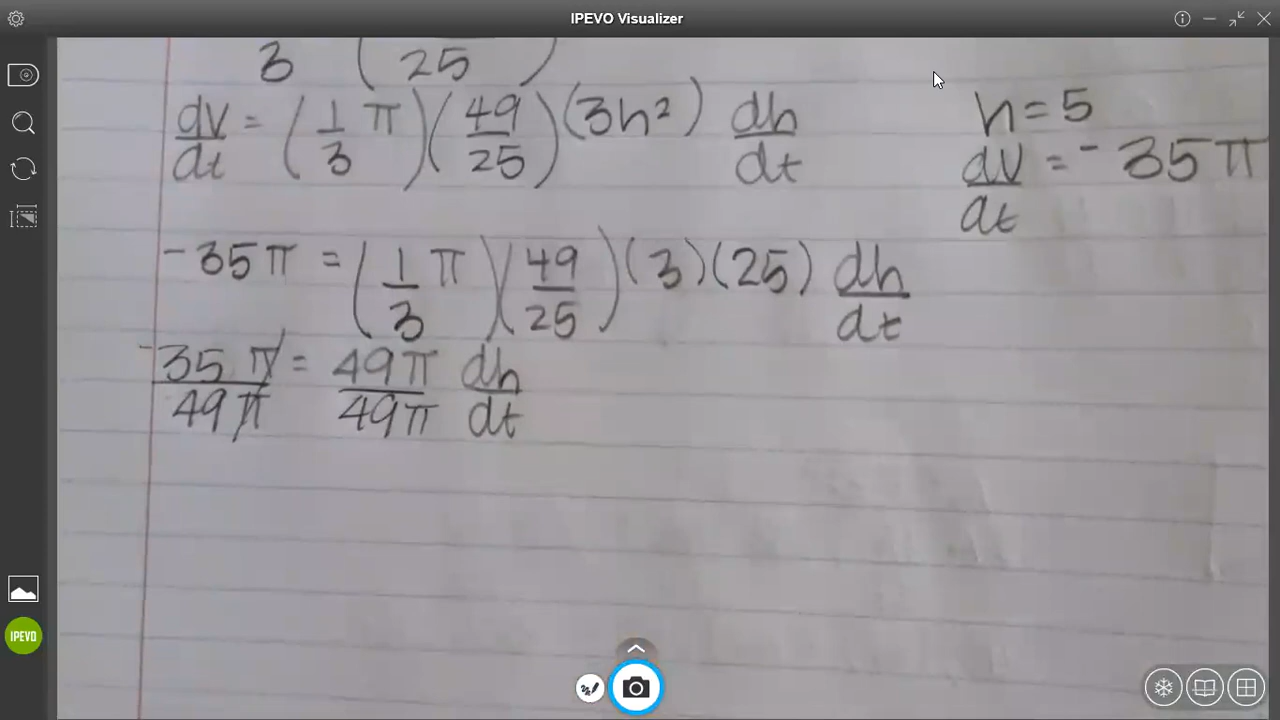 IPEVO Visualizer
3 ( 25 )
dV/dt = (1/3 π)(49/25)(3h²) dh/dt
h = 5
dV/dt = -35π
-35π = (1/3 π)(49/25)(3)(25) dh/dt
-35π/49π = 49π/49π dh/dt
IPEVO